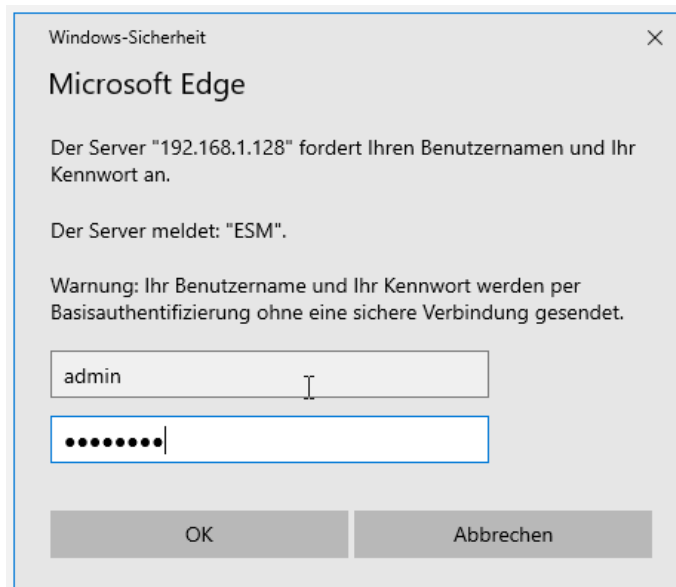 Windows-Sicherheit
Microsoft Edge
Der Server "192.168.1.128" fordert Ihren Benutzernamen und Ihr
Kennwort an.
Der Server meldet: "ESM".
Warnung: Ihr Benutzername und Ihr Kennwort werden per
Basisauthentifizierung ohne eine sichere Verbindung gesendet.
admin
●●●●●●●●
OK Abbrechen